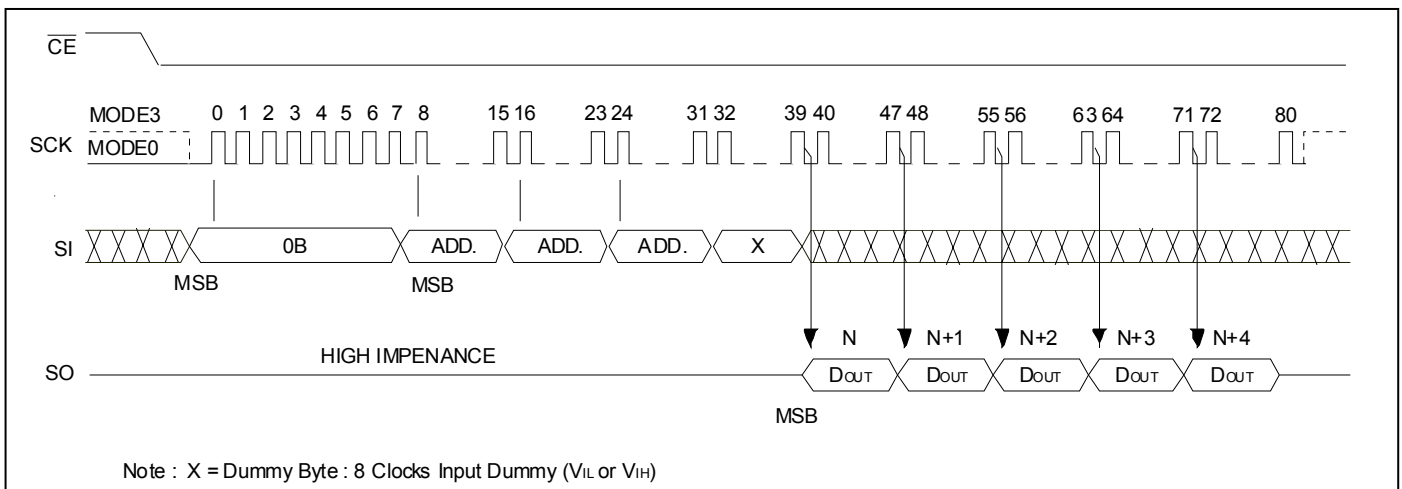 CE
MODE3 0 1 2 3 4 5 6 7 8 15 16 23 24 31 32 39 40 47 48 55 56 63 64 71 72 80
SCK MODE0
SI 0B ADD. ADD. ADD. X
MSB MSB
N N+1 N+2 N+3 N+4
HIGH IMPENANCE
SO DOUT DOUT DOUT DOUT DOUT
MSB
Note : X = Dummy Byte : 8 Clocks Input Dummy (VIL or VIH)